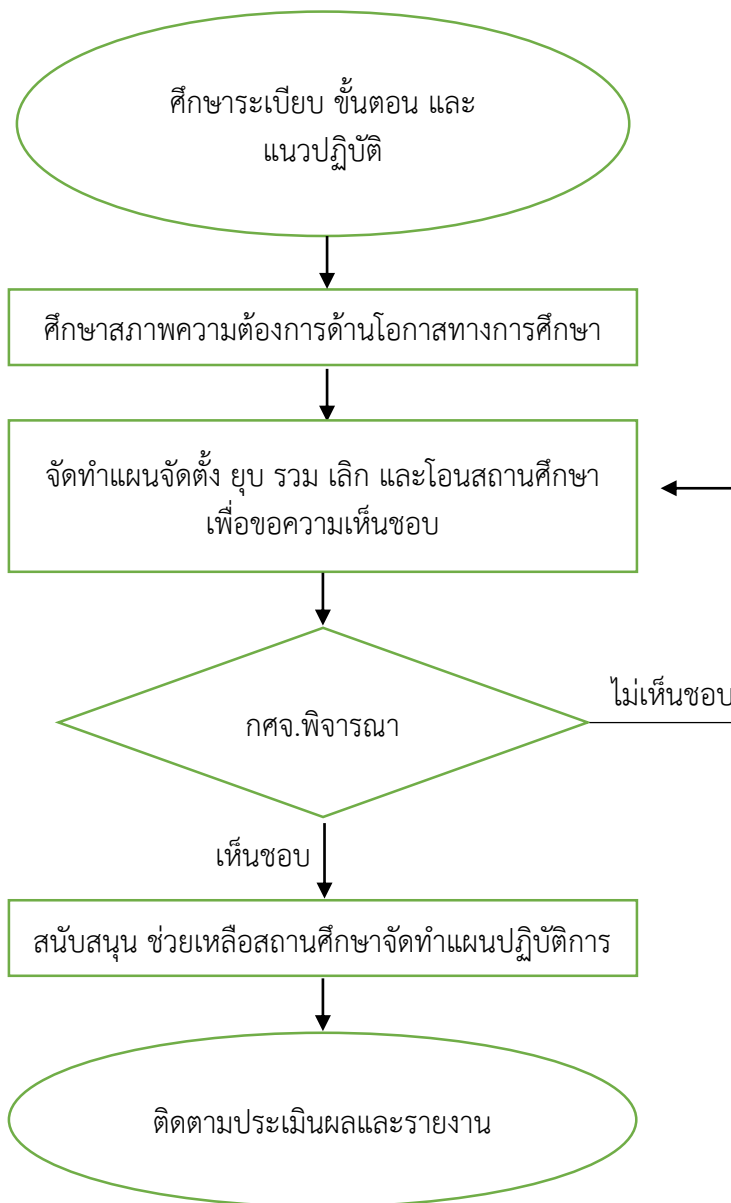 ศึกษาระเบียบ ขั้นตอน และ
แนวปฏิบัติ
ศึกษาสภาพความต้องการด้านโอกาสทางการศึกษา
จัดทำแผนจัดตั้ง ยุบ รวม เลิก และโอนสถานศึกษา
เพื่อขอความเห็นชอบ
กศจ.พิจารณา
ไม่เห็นชอบ
เห็นชอบ
สนับสนุน ช่วยเหลือสถานศึกษาจัดทำแผนปฏิบัติการ
ติดตามประเมินผลและรายงาน